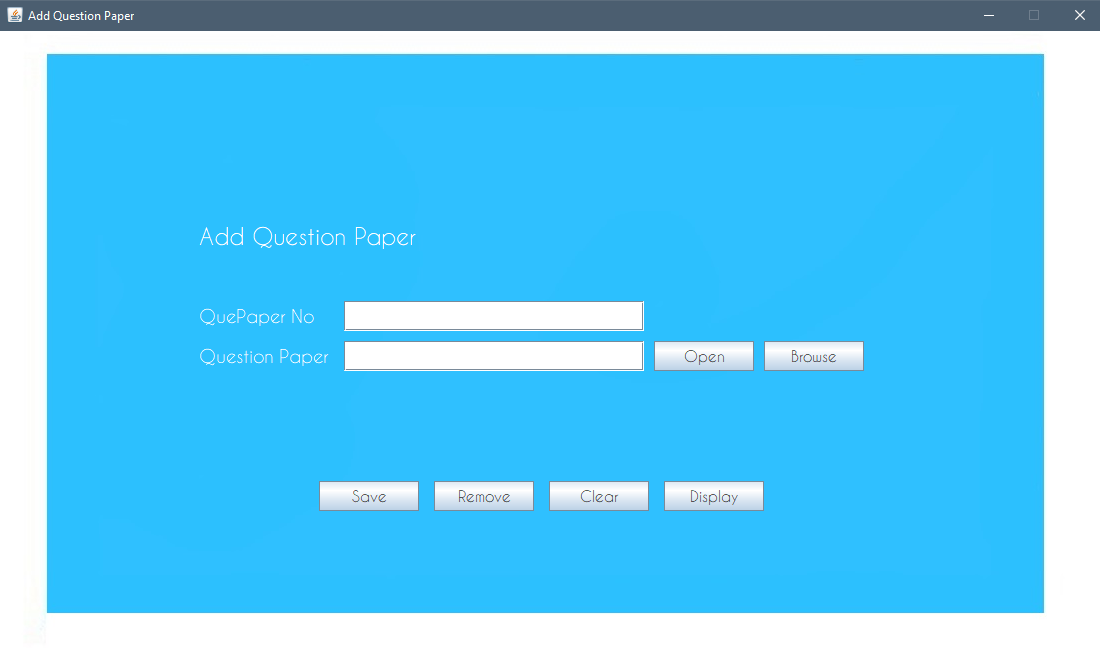 Add Question Paper
Add Question Paper
QuePaper No
Question Paper Open Browse
Save Remove Clear Display